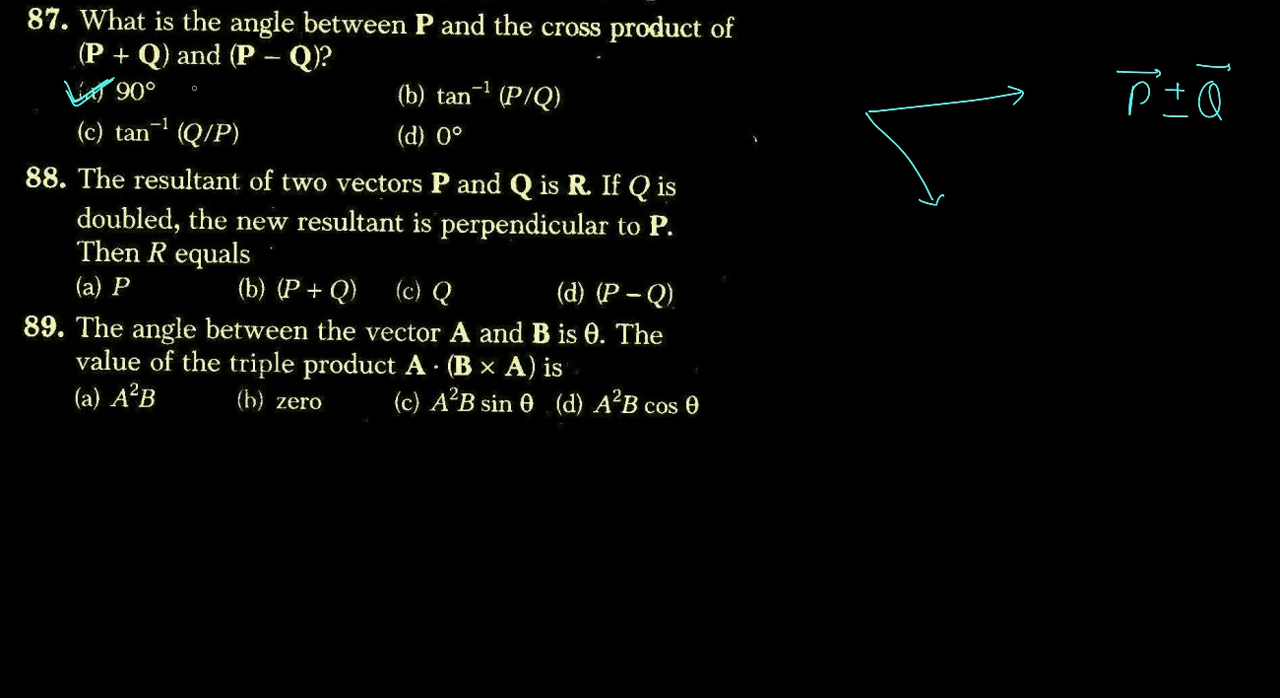 87. What is the angle between P and the cross product of
(P + Q) and (P − Q)?
(a) 90° (b) tan⁻¹ (P/Q)
(c) tan⁻¹ (Q/P) (d) 0°
88. The resultant of two vectors P and Q is R. If Q is
doubled, the new resultant is perpendicular to P.
Then R equals
(a) P (b) (P + Q) (c) Q (d) (P − Q)
89. The angle between the vector A and B is θ. The
value of the triple product A · (B × A) is
(a) A²B (b) zero (c) A²B sin θ (d) A²B cos θ
P⃗ ± Q⃗